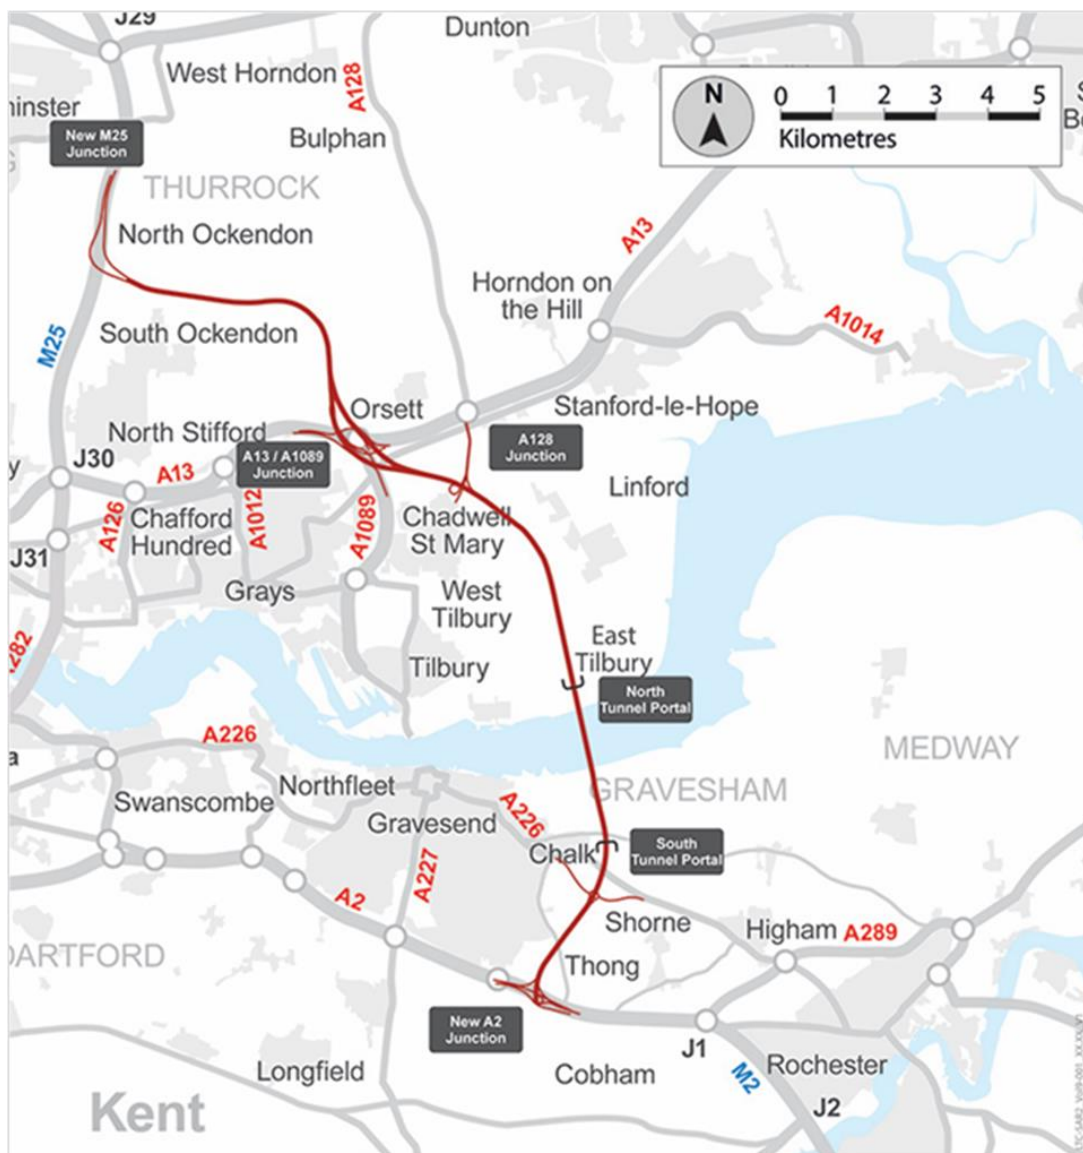 J29
Dunton
West Horndon
A128
N
0 1 2 3 4 5
Kilometres
New M25
Junction
Bulphan
THURROCK
North Ockendon
A13
Horndon on
the Hill
A1014
M25
South Ockendon
Orsett
Stanford-le-Hope
North Stifford
A128
Junction
A13 / A1089
Junction
J30
A13
Linford
A126
A1012
A1089
Chafford
Hundred
Chadwell
St Mary
J31
Grays
West
Tilbury
East
Tilbury
Tilbury
North
Tunnel Portal
A226
MEDWAY
Northfleet
GRAVESHAM
Swanscombe
Gravesend
A226
South
Tunnel Portal
Chalk
A227
A2
Shorne
Higham
A289
DARTFORD
Thong
New A2
Junction
J1
Longfield
Cobham
M2
Rochester
Kent
J2